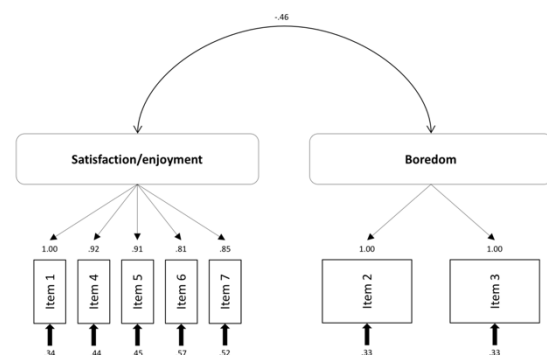 -.46
Satisfaction/enjoyment
Boredom
1.00 .92 .91 .81 .85 1.00 1.00
Item 1 Item 4 Item 5 Item 6 Item 7 Item 2 Item 3
.34 .44 .45 .57 .52 .33 .33